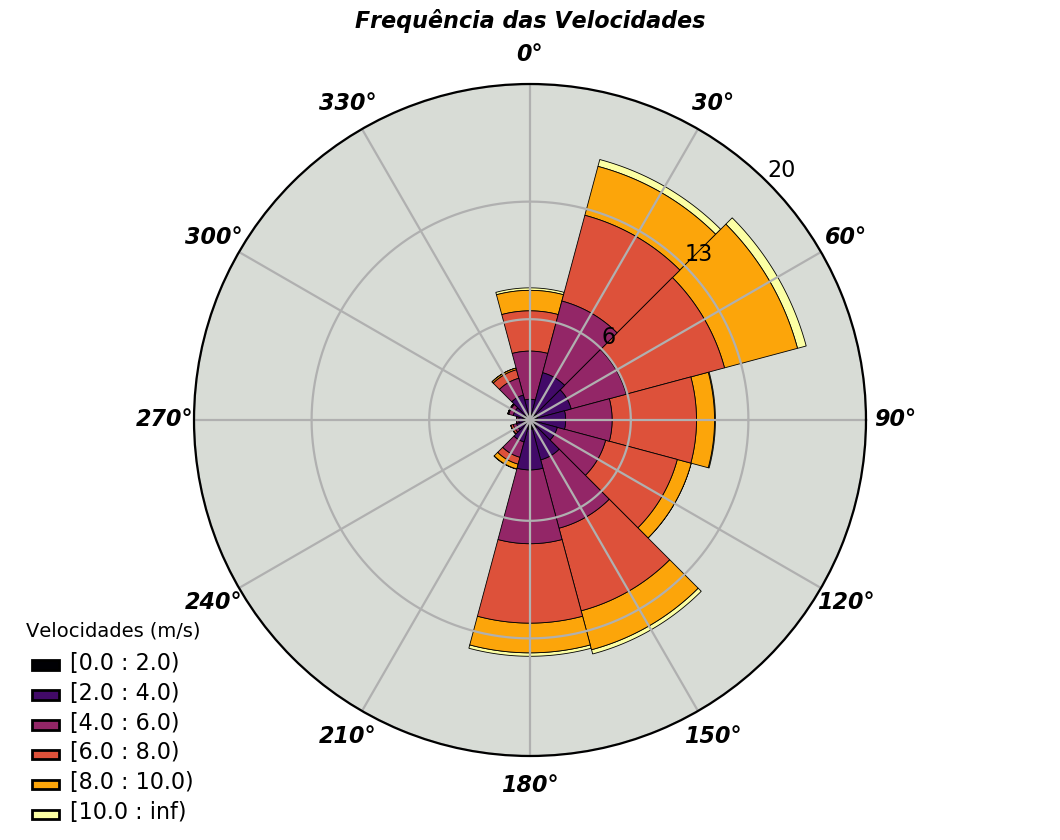 Frequência das Velocidades
0°
330°
30°
20
300°
60°
13
6
270°
90°
240°
120°
210°
150°
180°
Velocidades (m/s)
[0.0 : 2.0)
[2.0 : 4.0)
[4.0 : 6.0)
[6.0 : 8.0)
[8.0 : 10.0)
[10.0 : inf)